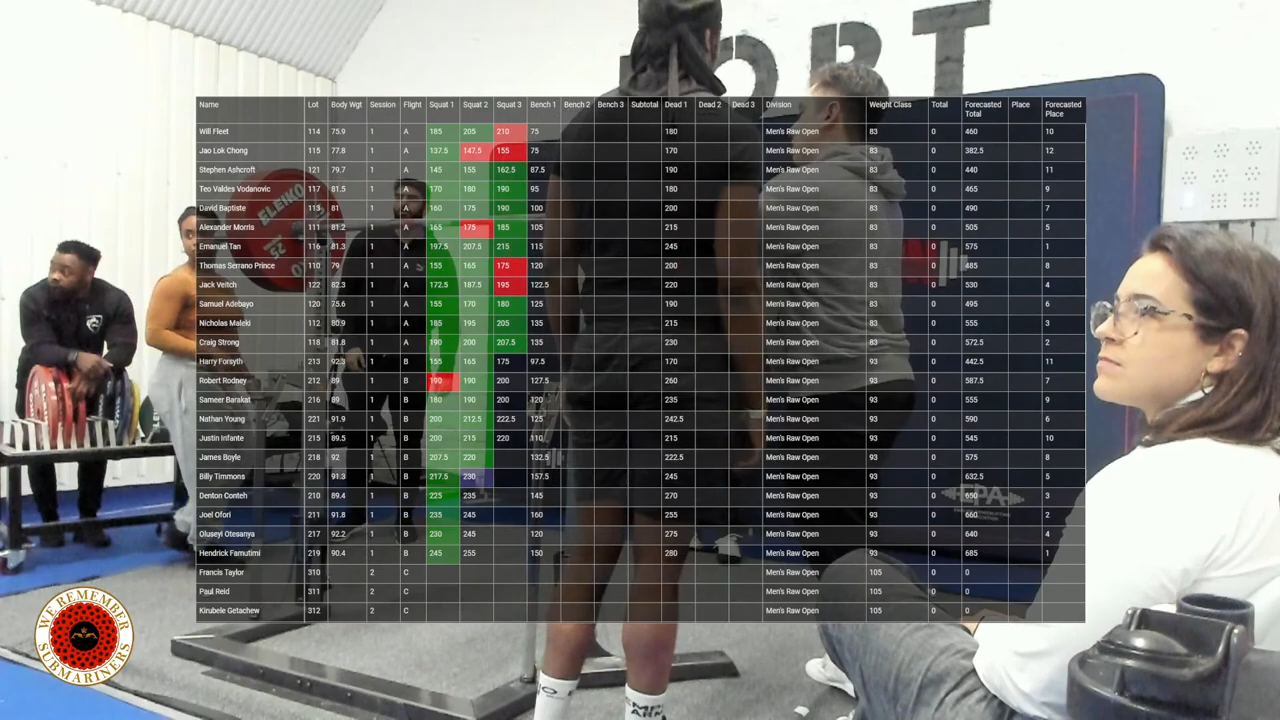 ORT
Name Lot Body Wgt Session Flight Squat 1 Squat 2 Squat 3 Bench 1 Bench 2 Bench 3 Subtotal Dead 1 Dead 2 Dead 3 Division Weight Class Total Forecasted Total Place Forecasted Place
Will Fleet 114 75.9 1 A 185 205 210 75 180 Men's Raw Open 83 0 460 10
Jao Lok Chong 115 77.8 1 A 137.5 147.5 155 75 170 Men's Raw Open 83 0 382.5 12
Stephen Ashcroft 121 79.7 1 A 145 155 162.5 87.5 190 Men's Raw Open 83 0 440 11
Teo Valdes Vodanovic 117 81.5 1 A 170 180 190 95 180 Men's Raw Open 83 0 465 9
David Baptiste 113 81 1 A 160 175 190 100 200 Men's Raw Open 83 0 490 7
Alexander Morris 111 81.2 1 A 165 175 185 105 215 Men's Raw Open 83 0 505 5
Emanuel Tan 116 81.3 1 A 197.5 207.5 215 115 245 Men's Raw Open 83 0 575 1
Thomas Serrano Prince 110 79 1 A 155 165 175 120 200 Men's Raw Open 83 0 485 8
Jack Veitch 122 82.3 1 A 172.5 187.5 195 122.5 220 Men's Raw Open 83 0 530 4
Samuel Adebayo 120 75.6 1 A 155 170 180 125 190 Men's Raw Open 83 0 495 6
Nicholas Maleki 112 80.9 1 A 185 195 205 135 215 Men's Raw Open 83 0 555 3
Craig Strong 118 81.8 1 A 190 200 207.5 135 230 Men's Raw Open 83 0 572.5 2
Harry Forsyth 213 92.3 1 B 155 165 175 97.5 170 Men's Raw Open 93 0 442.5 11
Robert Rodney 212 89 1 B 190 190 200 127.5 260 Men's Raw Open 93 0 587.5 7
Sameer Barakat 216 89 1 B 180 190 200 120 235 Men's Raw Open 93 0 555 9
Nathan Young 221 91.9 1 B 200 212.5 222.5 125 242.5 Men's Raw Open 93 0 590 6
Justin Infante 215 89.5 1 B 200 215 220 110 215 Men's Raw Open 93 0 545 10
James Boyle 218 92 1 B 207.5 220 132.5 222.5 Men's Raw Open 93 0 575 8
Billy Timmons 220 91.3 1 B 217.5 230 157.5 245 Men's Raw Open 93 0 632.5 5
Denton Conteh 210 89.4 1 B 225 235 145 270 Men's Raw Open 93 0 650 3
Joel Ofori 211 91.8 1 B 235 245 160 255 Men's Raw Open 93 0 660 2
Oluseyi Otesanya 217 92.2 1 B 230 245 120 275 Men's Raw Open 93 0 640 4
Hendrick Famutimi 219 90.4 1 B 245 255 150 280 Men's Raw Open 93 0 685 1
Francis Taylor 310 2 C Men's Raw Open 105 0 0
Paul Reid 311 2 C Men's Raw Open 105 0 0
Kirubele Getachew 312 2 C Men's Raw Open 105 0 0
ELEIKO
25
EPA
WE REMEMBER
SUBMARINERS